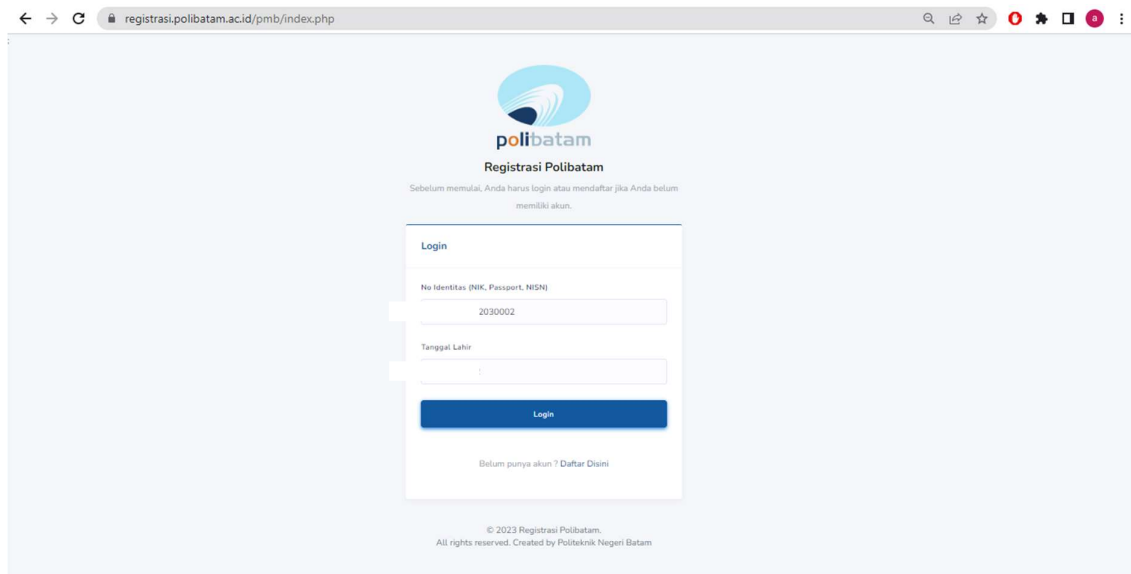 registrasi.polibatam.ac.id/pmb/index.php
a
polibatam
Registrasi Polibatam
Sebelum memulai, Anda harus login atau mendaftar jika Anda belum
memiliki akun.
Login
No Identitas (NIK, Passport, NISN)
2030002
Tanggal Lahir
Login
Belum punya akun ? Daftar Disini
© 2023 Registrasi Polibatam.
All rights reserved. Created by Politeknik Negeri Batam